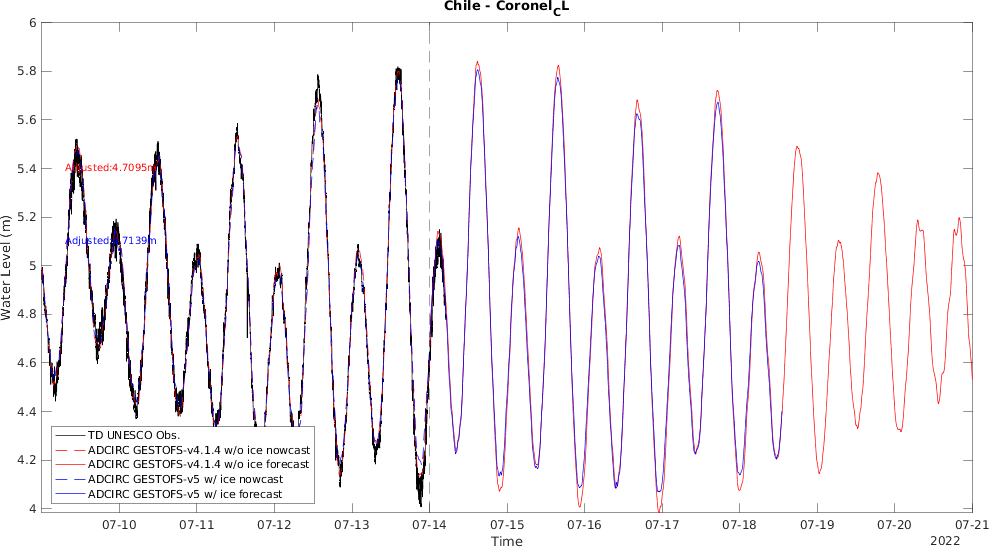 Chile - Coronel_CL
6
5.8
5.6
5.4
5.2
5
4.8
4.6
4.4
4.2
4
Water Level (m)
Adjusted:4.7095m
Adjusted:4.7139m
TD UNESCO Obs.
ADCIRC GESTOFS-v4.1.4 w/o ice nowcast
ADCIRC GESTOFS-v4.1.4 w/o ice forecast
ADCIRC GESTOFS-v5 w/ ice nowcast
ADCIRC GESTOFS-v5 w/ ice forecast
07-10 07-11 07-12 07-13 07-14 07-15 07-16 07-17 07-18 07-19 07-20 07-21
Time
2022